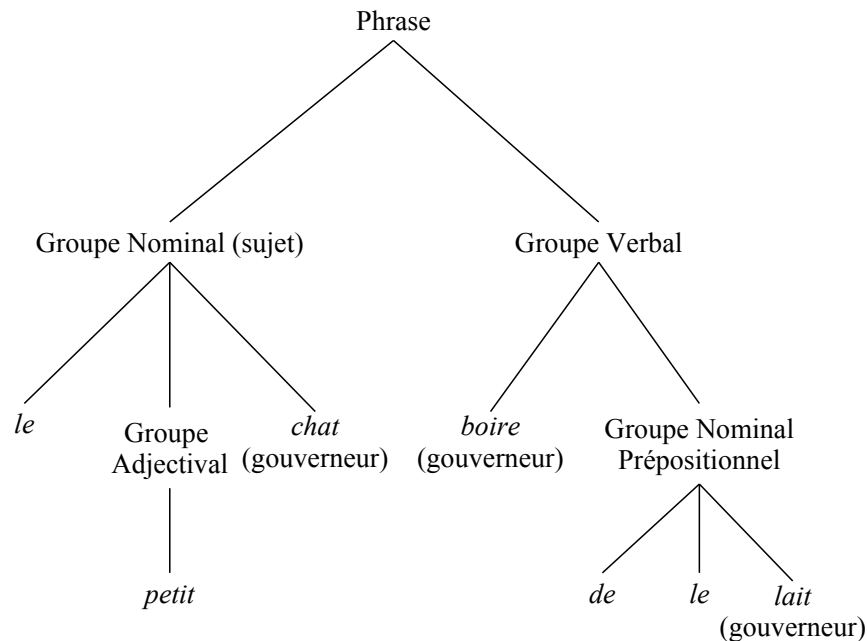 Phrase
Groupe Nominal (sujet)
Groupe Verbal
le
Groupe
Adjectival
chat
(gouverneur)
boire
(gouverneur)
Groupe Nominal
Prépositionnel
petit
de
le
lait
(gouverneur)